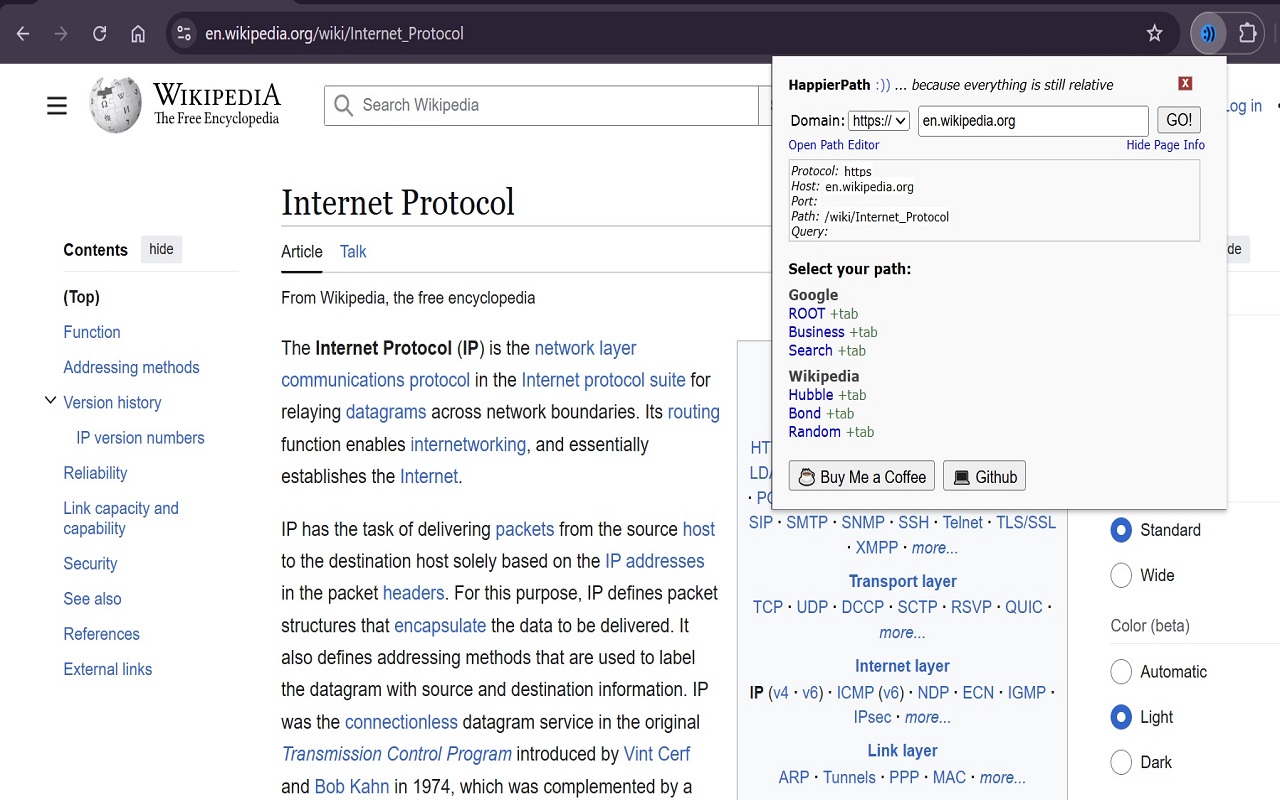 en.wikipedia.org/wiki/Internet_Protocol
WIKIPEDIA
The Free Encyclopedia
Search Wikipedia
Log in
Contents
hide
(Top)
Function
Addressing methods
Version history
IP version numbers
Reliability
Link capacity and
capability
Security
See also
References
External links
Internet Protocol
Article
Talk
From Wikipedia, the free encyclopedia
The Internet Protocol (IP) is the network layer
communications protocol in the Internet protocol suite for
relaying datagrams across network boundaries. Its routing
function enables internetworking, and essentially
establishes the Internet.
IP has the task of delivering packets from the source host
to the destination host solely based on the IP addresses
in the packet headers. For this purpose, IP defines packet
structures that encapsulate the data to be delivered. It
also defines addressing methods that are used to label
the datagram with source and destination information. IP
was the connectionless datagram service in the original
Transmission Control Program introduced by Vint Cerf
and Bob Kahn in 1974, which was complemented by a
HappierPath :)) ... because everything is still relative
X
Domain: https:// en.wikipedia.org GO!
Open Path Editor
Hide Page Info
Protocol: https
Host: en.wikipedia.org
Port:
Path: /wiki/Internet_Protocol
Query:
Select your path:
Google
ROOT +tab
Business +tab
Search +tab
Wikipedia
Hubble +tab
Bond +tab
Random +tab
Buy Me a Coffee
Github
SIP · SMTP · SNMP · SSH · Telnet · TLS/SSL
· XMPP · more...
Transport layer
TCP · UDP · DCCP · SCTP · RSVP · QUIC ·
more...
Internet layer
IP (v4 · v6) · ICMP (v6) · NDP · ECN · IGMP ·
IPsec · more...
Link layer
ARP · Tunnels · PPP · MAC · more...
Standard
Wide
Color (beta)
Automatic
Light
Dark